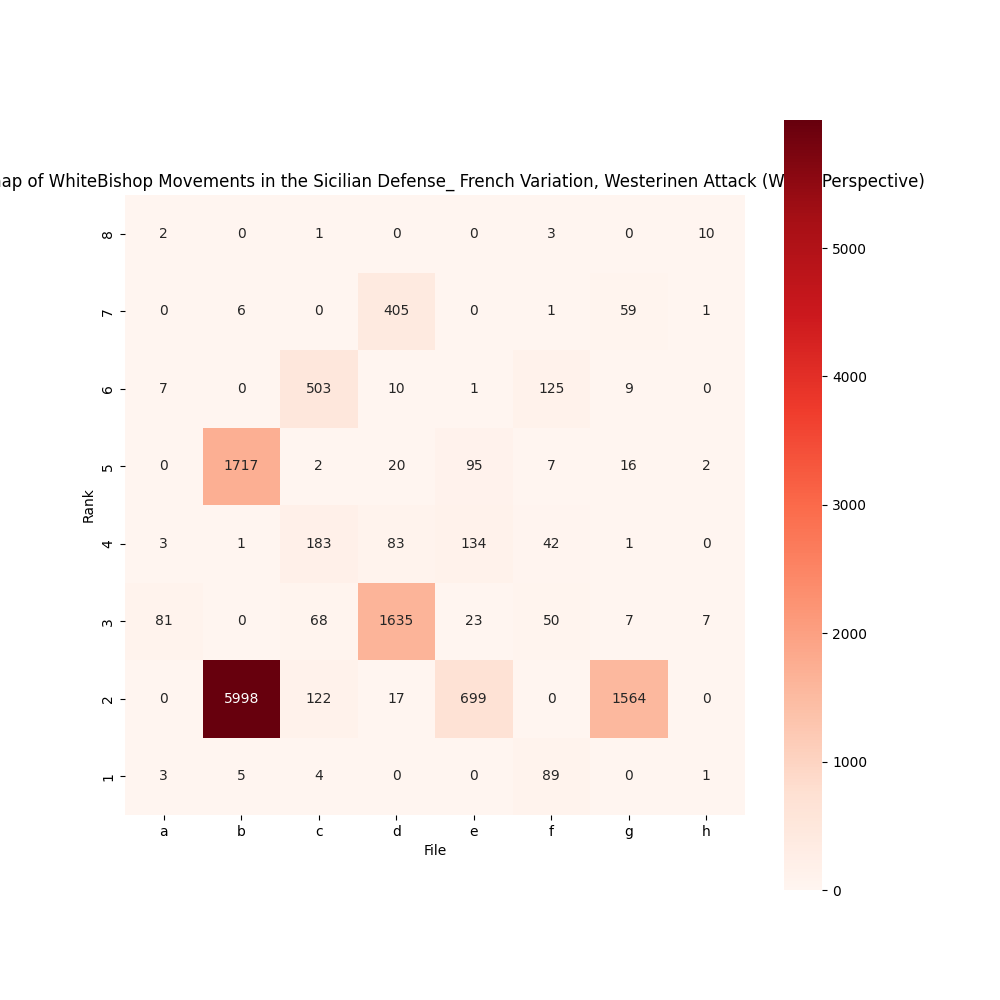 ap of WhiteBishop Movements in the Sicilian Defense_ French Variation, Westerinen Attack (W Perspective)
8 2 0 1 0 0 3 0 10
5000
7 0 6 0 405 0 1 59 1
4000
6 7 0 503 10 1 125 9 0
5 0 1717 2 20 95 7 16 2
3000
Rank
4 3 1 183 83 134 42 1 0
3 81 0 68 1635 23 50 7 7
2000
2 0 5998 122 17 699 0 1564 0
1000
1 3 5 4 0 0 89 0 1
a b c d e f g h
File
0